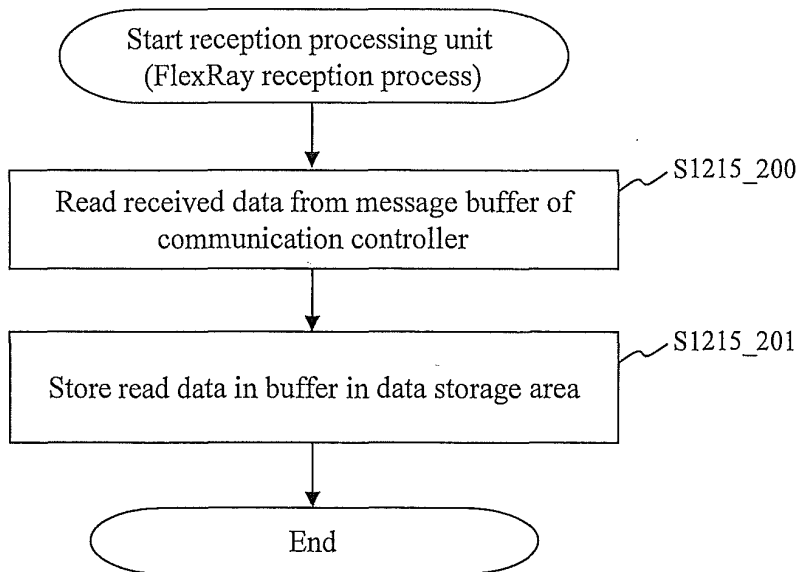 Start reception processing unit
(FlexRay reception process)
S1215_200
Read received data from message buffer of
communication controller
S1215_201
Store read data in buffer in data storage area
End